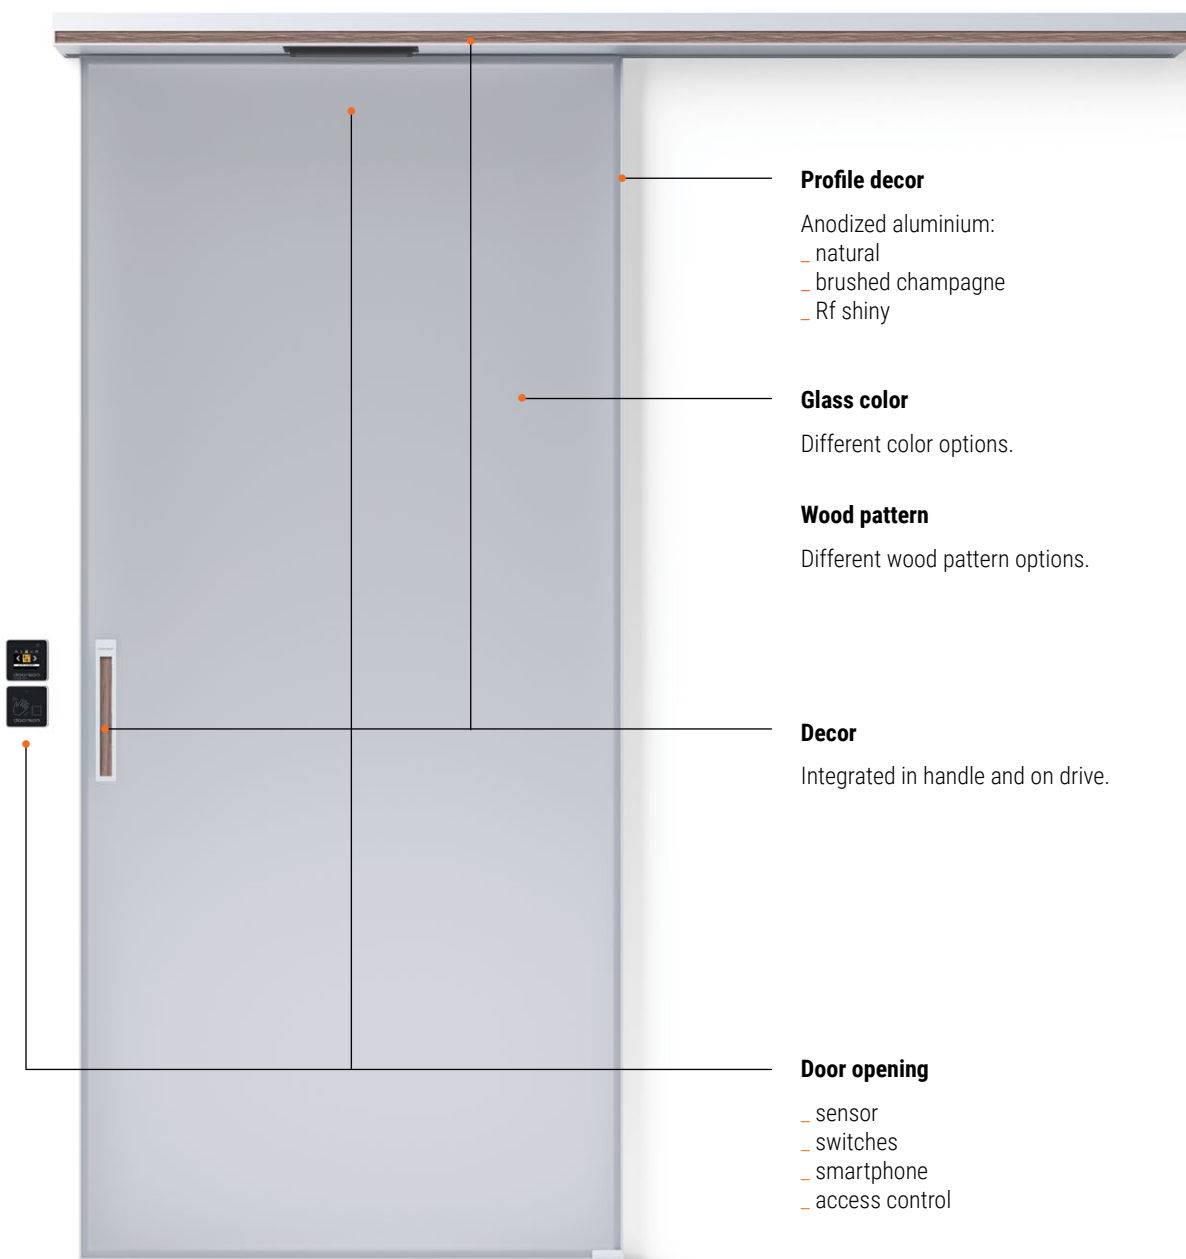 Profile decor
Anodized aluminium:
_ natural
_ brushed champagne
_ Rf shiny
Glass color
Different color options.
Wood pattern
Different wood pattern options.
Decor
Integrated in handle and on drive.
Door opening
_ sensor
_ switches
_ smartphone
_ access control